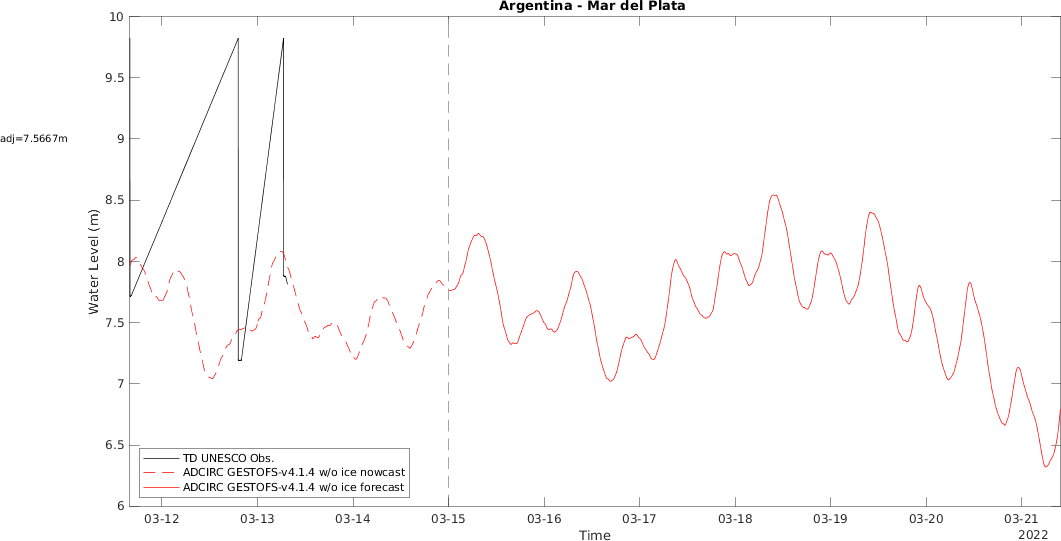 Argentina - Mar del Plata
adj=7.5667m
Water Level (m)
10
9.5
9
8.5
8
7.5
7
6.5
6
TD UNESCO Obs.
ADCIRC GESTOFS-v4.1.4 w/o ice nowcast
ADCIRC GESTOFS-v4.1.4 w/o ice forecast
03-12 03-13 03-14 03-15 03-16 03-17 03-18 03-19 03-20 03-21
Time
2022